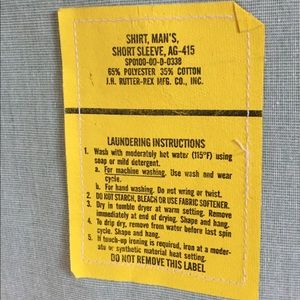 SHIRT, MAN'S,
SHORT SLEEVE, AG-415
SPO100-00-D-0338
65% POLYESTER 35% COTTON
J.H. RUTTER-REX MFG. CO., INC.
LAUNDERING INSTRUCTIONS
1. Wash with moderately hot water (115°F) using
soap or mild detergent.
a. For machine washing. Use wash and wear
cycle.
b. For hand washing. Do not wring or twist.
2. DO NOT STARCH, BLEACH OR USE FABRIC SOFTENER.
3. Dry in tumble dryer at warm setting. Remove
immediately at end of drying. Shape and hang.
4. To drip dry, remove from water before last spin
cycle. Shape and hang.
5. If touch-up ironing is required, iron at a moder-
ate or synthetic material heat setting.
DO NOT REMOVE THIS LABEL